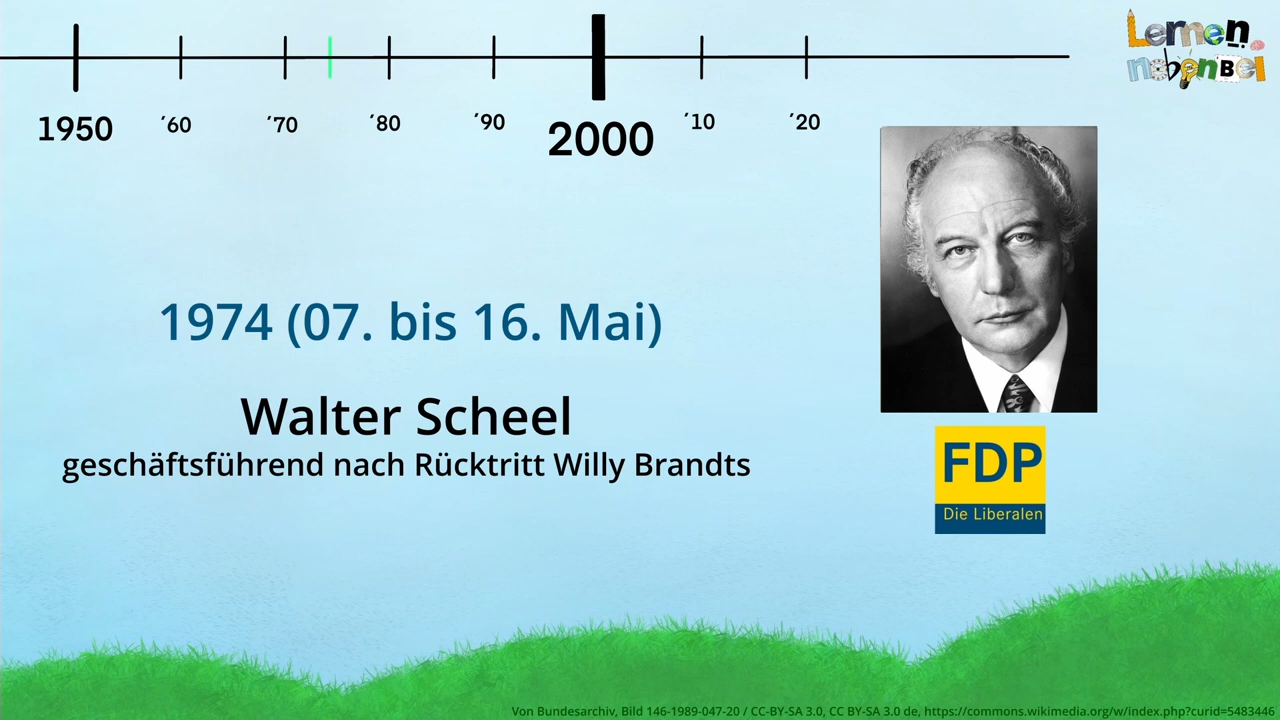 1950 ´60 ´70 ´80 ´90 2000 ´10 ´20
Lernen
nebenbei
1974 (07. bis 16. Mai)
Walter Scheel
geschäftsführend nach Rücktritt Willy Brandts
FDP
Die Liberalen
Von Bundesarchiv, Bild 146-1989-047-20 / CC-BY-SA 3.0, CC BY-SA 3.0 de, https://commons.wikimedia.org/w/index.php?curid=5483446